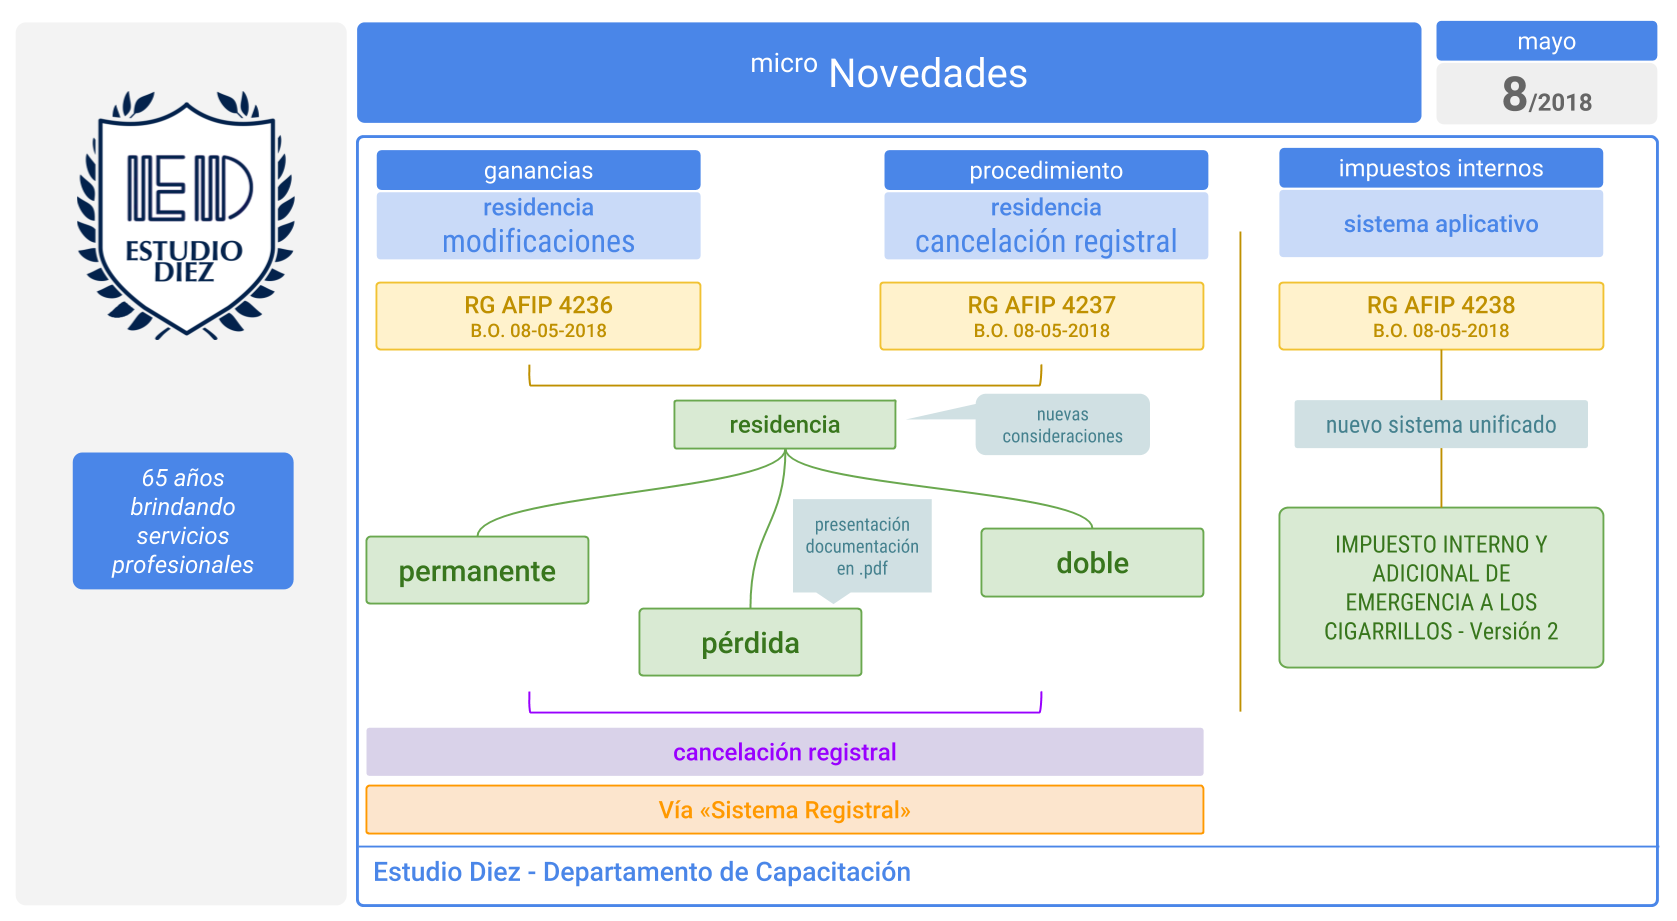 micro Novedades
mayo
8/2018
IED
ESTUDIO
DIEZ
65 años
brindando
servicios
profesionales
ganancias
residencia
modificaciones
RG AFIP 4236
B.O. 08-05-2018
procedimiento
residencia
cancelación registral
RG AFIP 4237
B.O. 08-05-2018
residencia
nuevas
consideraciones
permanente
presentación
documentación
en .pdf
pérdida
doble
cancelación registral
Vía «Sistema Registral»
impuestos internos
sistema aplicativo
RG AFIP 4238
B.O. 08-05-2018
nuevo sistema unificado
IMPUESTO INTERNO Y
ADICIONAL DE
EMERGENCIA A LOS
CIGARRILLOS - Versión 2
Estudio Diez - Departamento de Capacitación